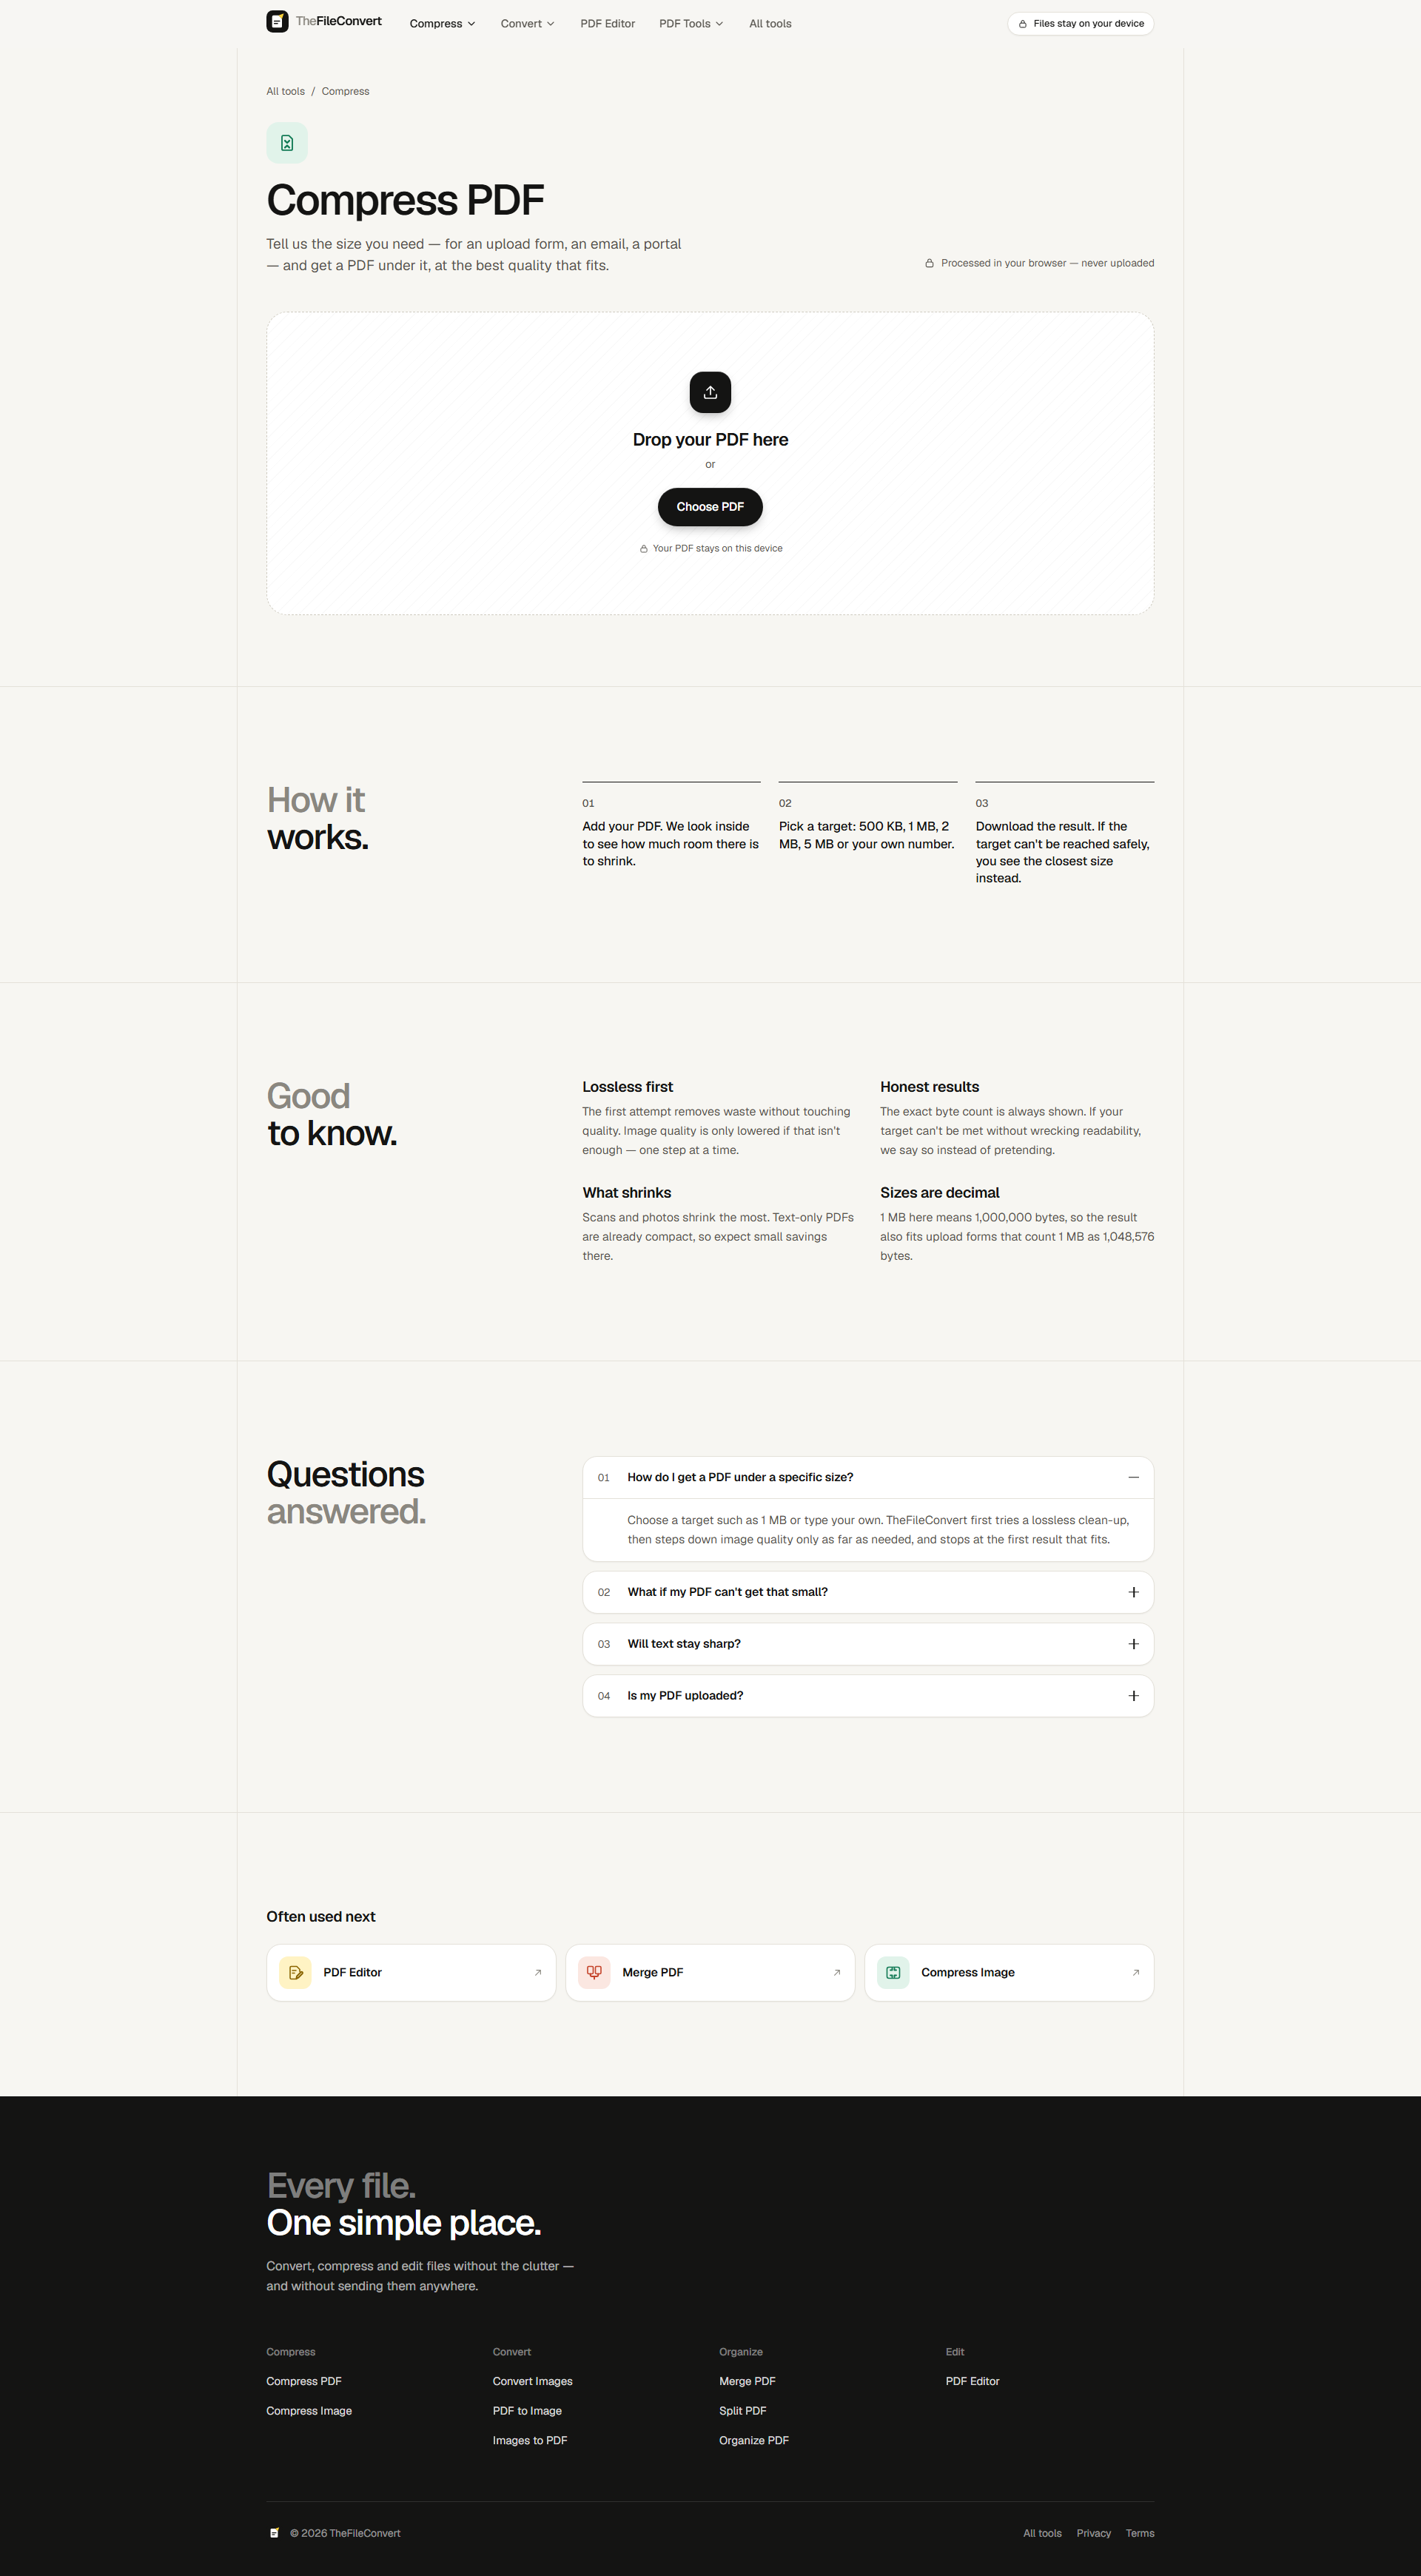 TheFileConvert
Compress
Convert
PDF Editor
PDF Tools
All tools
Files stay on your device
All tools / Compress
Compress PDF
Tell us the size you need — for an upload form, an email, a portal
— and get a PDF under it, at the best quality that fits.
Processed in your browser — never uploaded
Drop your PDF here
or
Choose PDF
Your PDF stays on this device
How it
works.
01
Add your PDF. We look inside
to see how much room there is
to shrink.
02
Pick a target: 500 KB, 1 MB, 2
MB, 5 MB or your own number.
03
Download the result. If the
target can't be reached safely,
you see the closest size
instead.
Good
to know.
Lossless first
The first attempt removes waste without touching
quality. Image quality is only lowered if that isn't
enough — one step at a time.
Honest results
The exact byte count is always shown. If your
target can't be met without wrecking readability,
we say so instead of pretending.
What shrinks
Scans and photos shrink the most. Text-only PDFs
are already compact, so expect small savings
there.
Sizes are decimal
1 MB here means 1,000,000 bytes, so the result
also fits upload forms that count 1 MB as 1,048,576
bytes.
Questions
answered.
01 How do I get a PDF under a specific size?
Choose a target such as 1 MB or type your own. TheFileConvert first tries a lossless clean-up,
then steps down image quality only as far as needed, and stops at the first result that fits.
02 What if my PDF can't get that small?
03 Will text stay sharp?
04 Is my PDF uploaded?
Often used next
PDF Editor
Merge PDF
Compress Image
Every file.
One simple place.
Convert, compress and edit files without the clutter —
and without sending them anywhere.
Compress
Compress PDF
Compress Image
Convert
Convert Images
PDF to Image
Images to PDF
Organize
Merge PDF
Split PDF
Organize PDF
Edit
PDF Editor
© 2026 TheFileConvert
All tools
Privacy
Terms